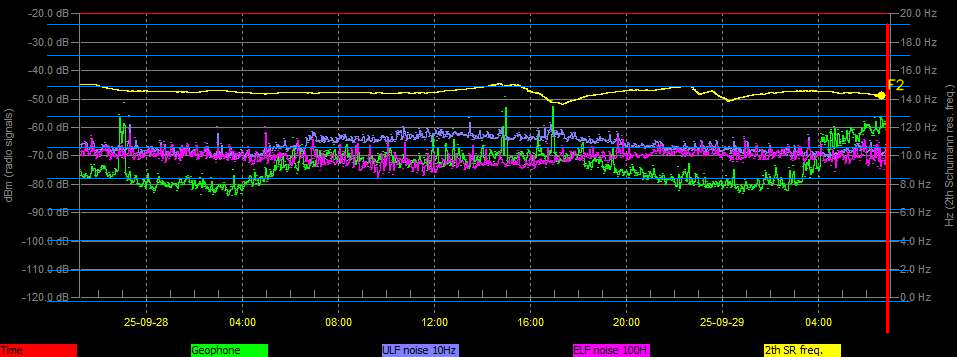 -20.0 dB 20.0 Hz
-30.0 dB 18.0 Hz
-40.0 dB 16.0 Hz
F2
-50.0 dB 14.0 Hz
-60.0 dB 12.0 Hz
-70.0 dB 10.0 Hz
-80.0 dB 8.0 Hz
-90.0 dB 6.0 Hz
-100.0 dB 4.0 Hz
-110.0 dB 2.0 Hz
-120.0 dB 0.0 Hz
dBm (radio signals)
Hz (2th Schumann res. freq.)
25-09-28 04:00 08:00 12:00 16:00 20:00 25-09-29 04:00
Time Geophone ULF noise 10Hz ELF noise 100H 2th SR freq.